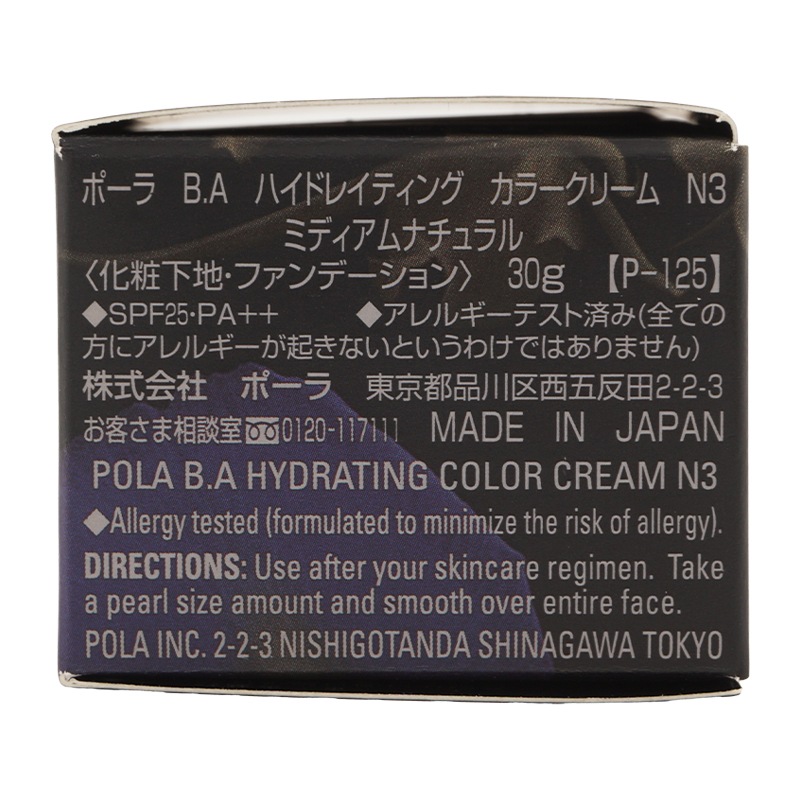 ポーラ B.A ハイドレイティング カラークリーム N3
ミディアムナチュラル
〈化粧下地・ファンデーション〉 30g 【P-125】
◆SPF25・PA++ ◆アレルギーテスト済み(全ての
方にアレルギーが起きないというわけではありません)
株式会社 ポーラ 東京都品川区西五反田2-2-3
お客さま相談室 0120-117111 MADE IN JAPAN
POLA B.A HYDRATING COLOR CREAM N3
◆Allergy tested (formulated to minimize the risk of allergy).
DIRECTIONS: Use after your skincare regimen. Take
a pearl size amount and smooth over entire face.
POLA INC. 2-2-3 NISHIGOTANDA SHINAGAWA TOKYO